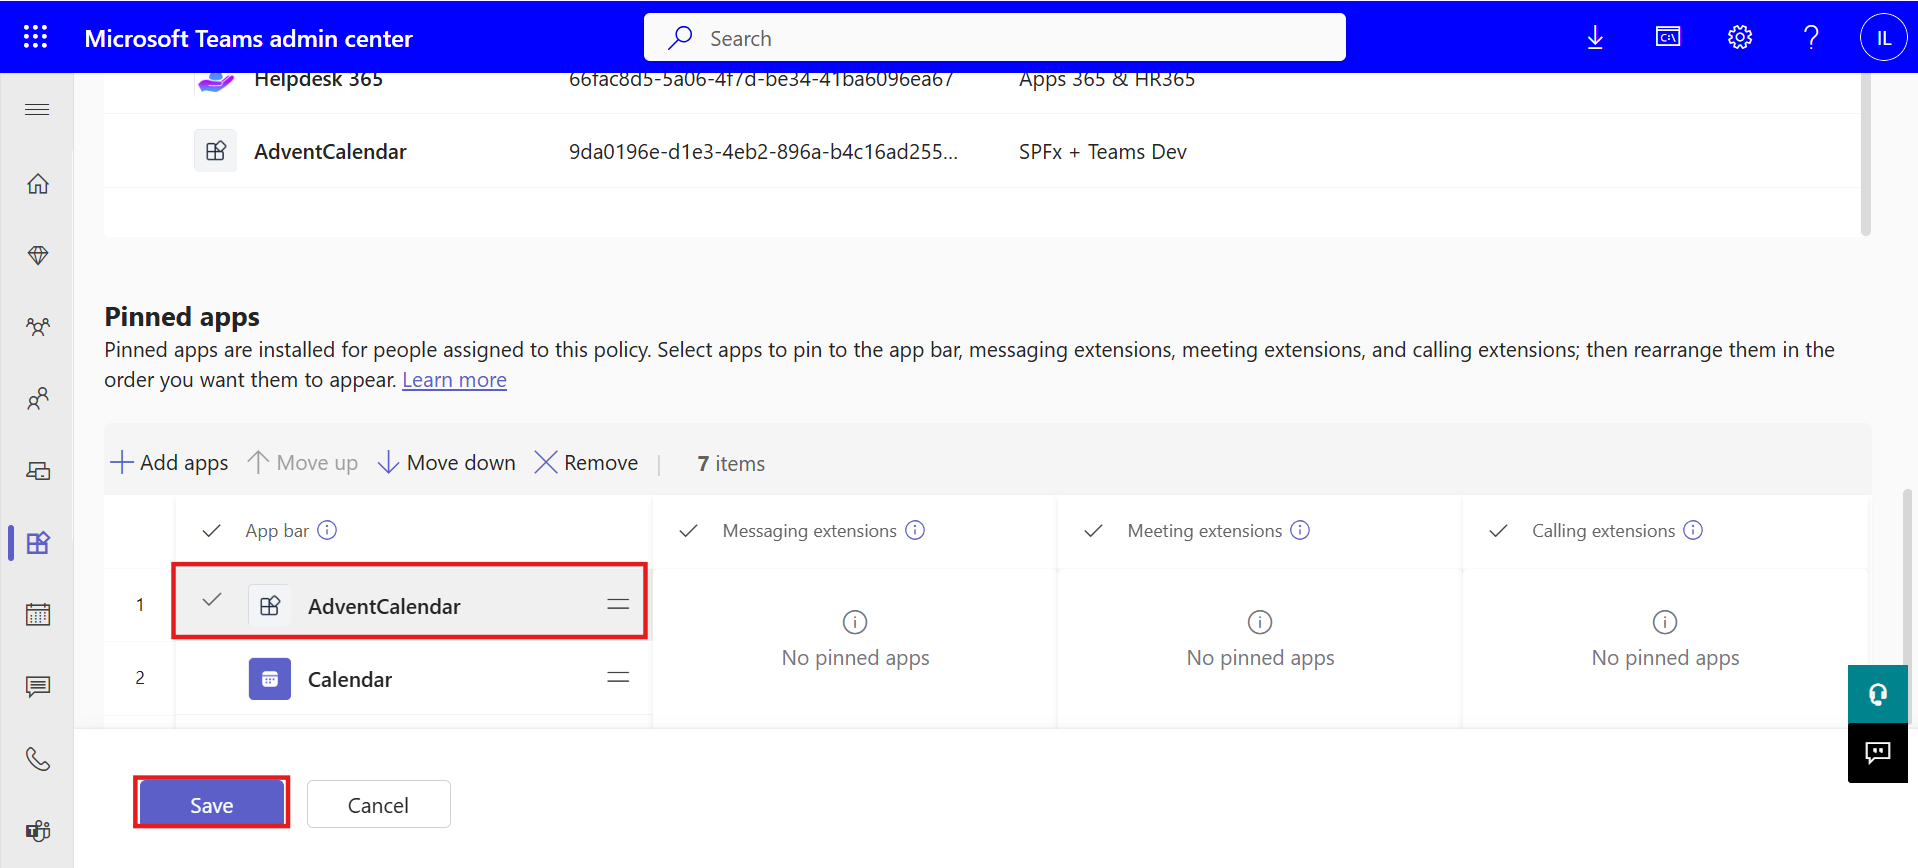 Microsoft Teams admin center
Search
C:\
?
IL
Helpdesk 365 66fac8d5-5a06-4f7d-be34-41ba6096ea67 Apps 365 & HR365
AdventCalendar 9da0196e-d1e3-4eb2-896a-b4c16ad255... SPFx + Teams Dev
Pinned apps
Pinned apps are installed for people assigned to this policy. Select apps to pin to the app bar, messaging extensions, meeting extensions, and calling extensions; then rearrange them in the
order you want them to appear. Learn more
Add apps Move up Move down Remove | 7 items
App bar Messaging extensions Meeting extensions Calling extensions
1 AdventCalendar
No pinned apps No pinned apps No pinned apps
2 Calendar
Save Cancel